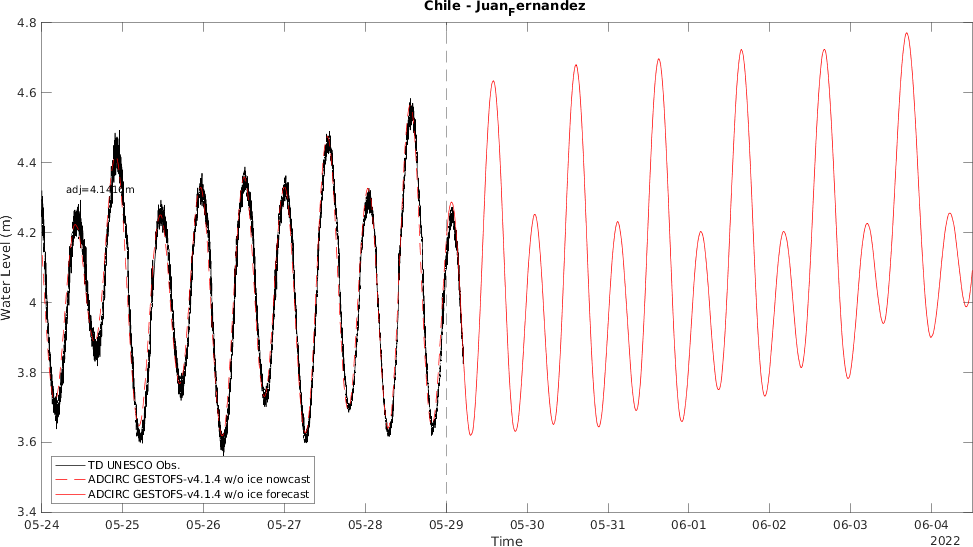 Chile - Juan_Fernandez
4.8
4.6
4.4
4.2
4
3.8
3.6
3.4
Water Level (m)
adj=4.1416m
TD UNESCO Obs.
ADCIRC GESTOFS-v4.1.4 w/o ice nowcast
ADCIRC GESTOFS-v4.1.4 w/o ice forecast
05-24 05-25 05-26 05-27 05-28 05-29 05-30 05-31 06-01 06-02 06-03 06-04
Time
2022